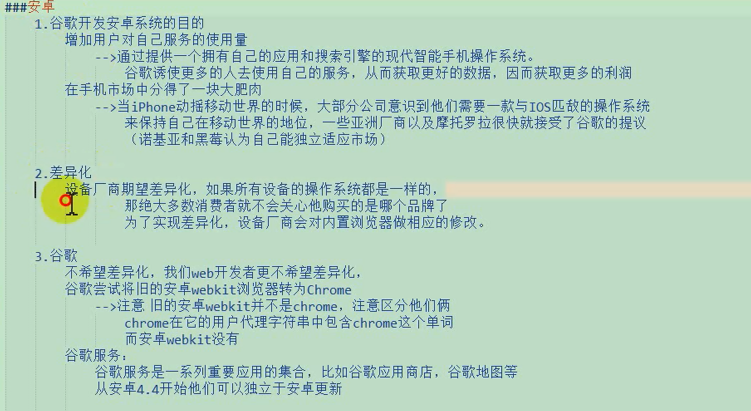 ###安卓
1.谷歌开发安卓系统的目的
增加用户对自己服务的使用量
-->通过提供一个拥有自己的应用和搜索引擎的现代智能手机操作系统。
谷歌诱使更多的人去使用自己的服务，从而获取更好的数据，因而获取更多的利润
在手机市场中分得了一块大肥肉
-->当iPhone动摇移动世界的时候，大部分公司意识到他们需要一款与IOS匹敌的操作系统
来保持自己在移动世界的地位，一些亚洲厂商以及摩托罗拉很快就接受了谷歌的提议
（诺基亚和黑莓认为自己能独立适应市场）
2.差异化
设备厂商期望差异化，如果所有设备的操作系统都是一样的，
那绝大多数消费者就不会关心他购买的是哪个品牌了
为了实现差异化，设备厂商会对内置浏览器做相应的修改。
3.谷歌
不希望差异化，我们web开发者更不希望差异化，
谷歌尝试将旧的安卓webkit浏览器转为Chrome
-->注意 旧的安卓webkit并不是chrome，注意区分他们俩
chrome在它的用户代理字符串中包含chrome这个单词
而安卓webkit没有
谷歌服务：
谷歌服务是一系列重要应用的集合，比如谷歌应用商店，谷歌地图等
从安卓4.4开始他们可以独立于安卓更新